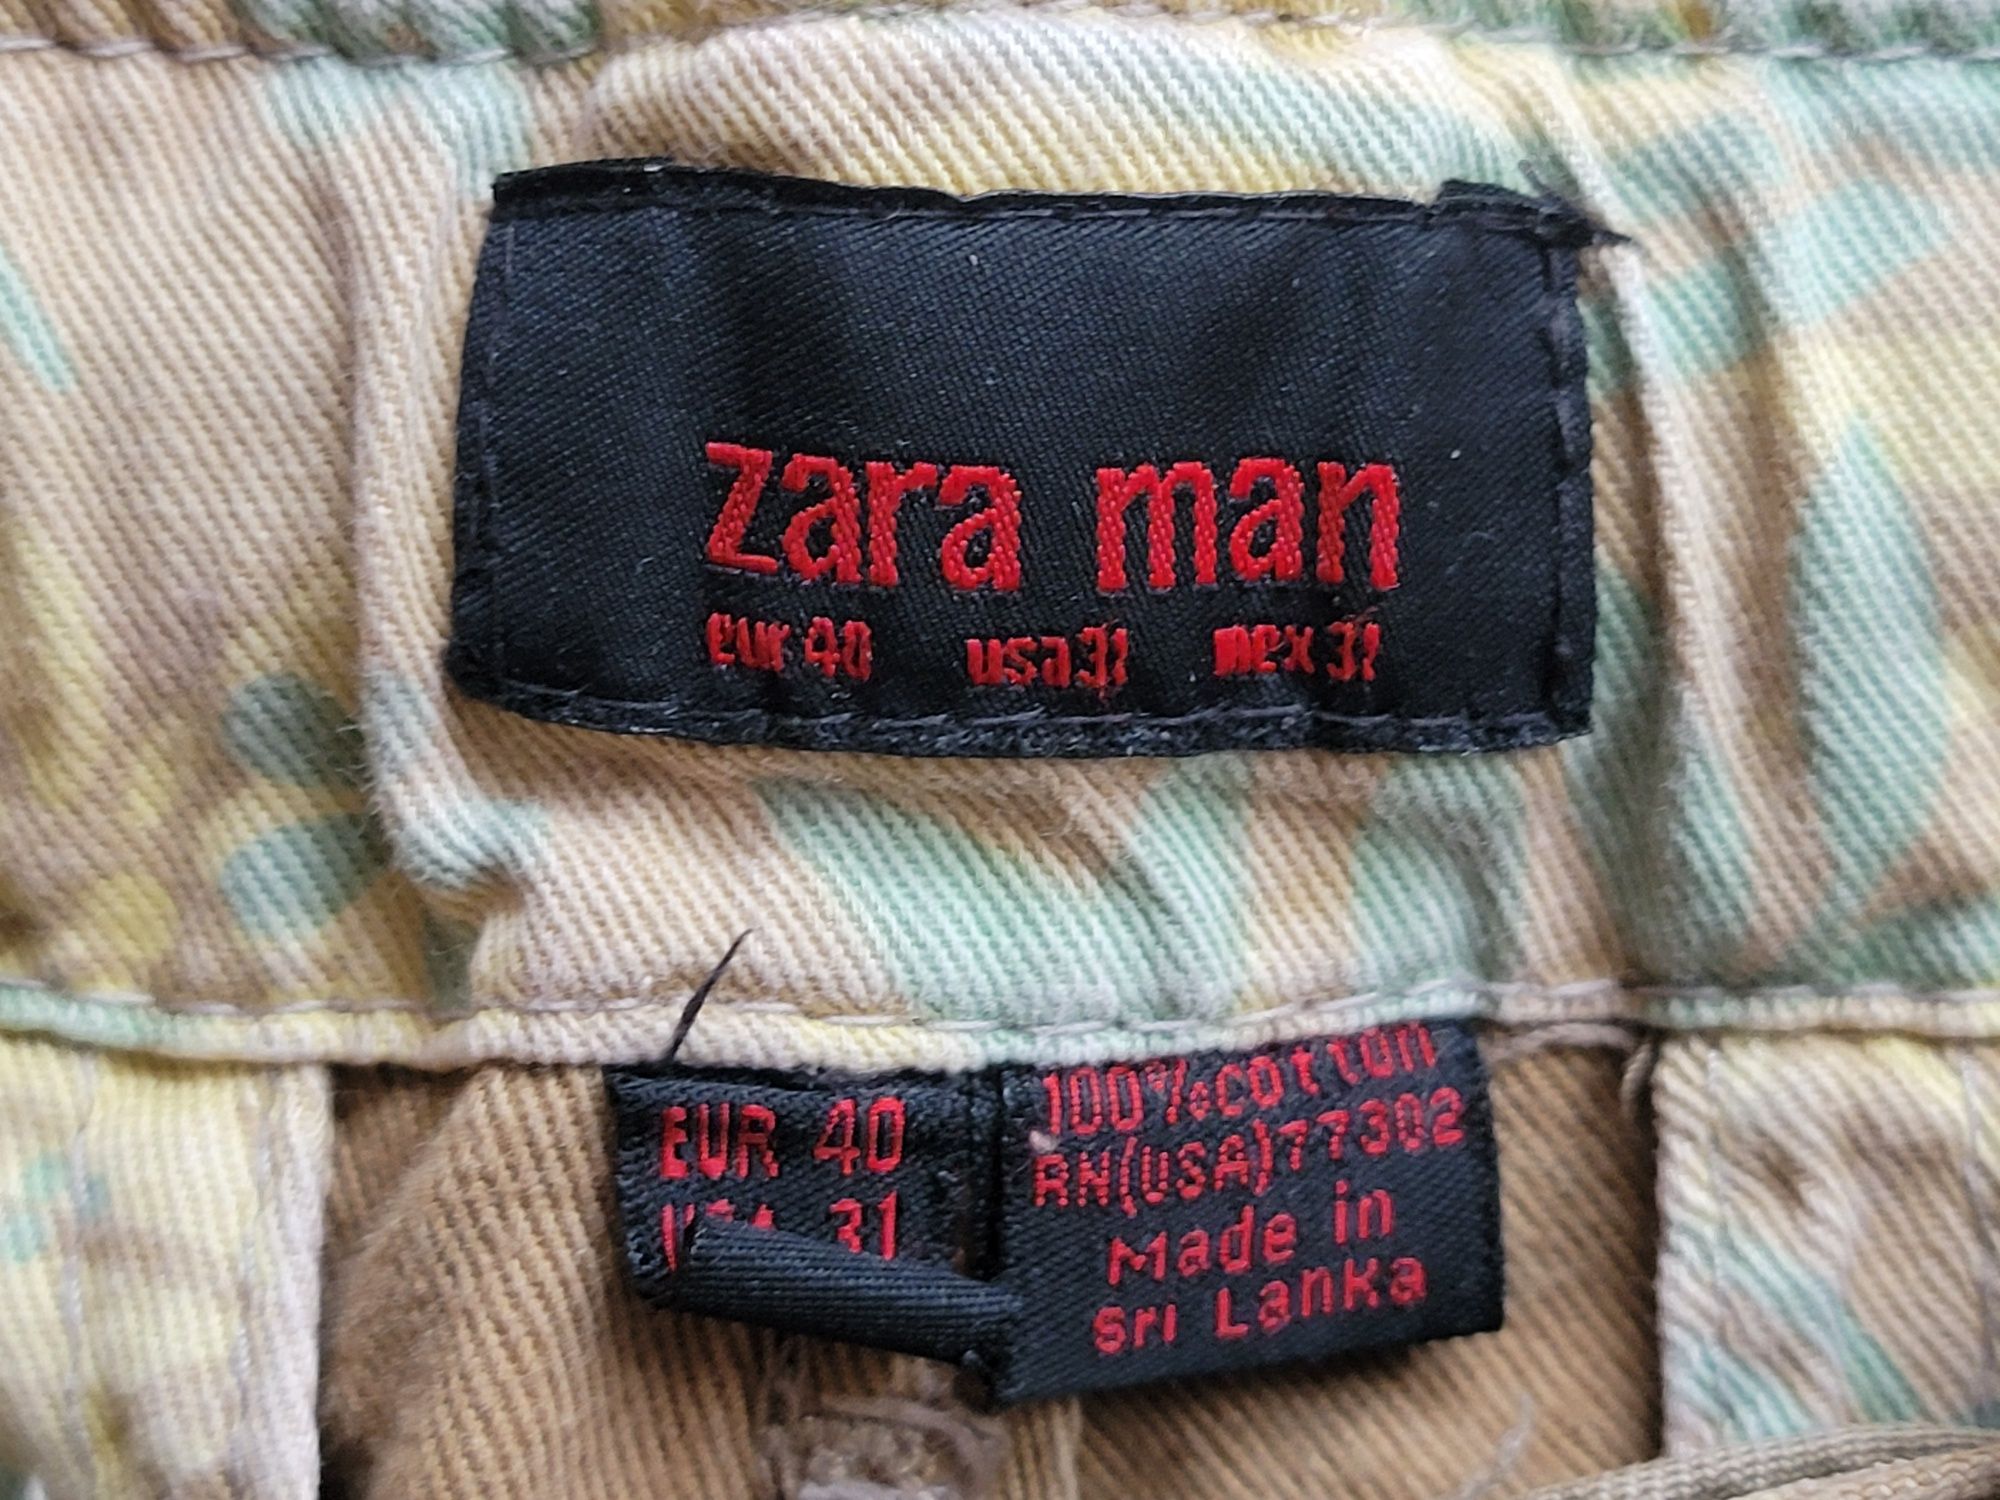 zara man
eur 40 usa 31 mex 31
EUR 40
USA 31
100% cotton
RN(USA)77302
Made in
Sri Lanka